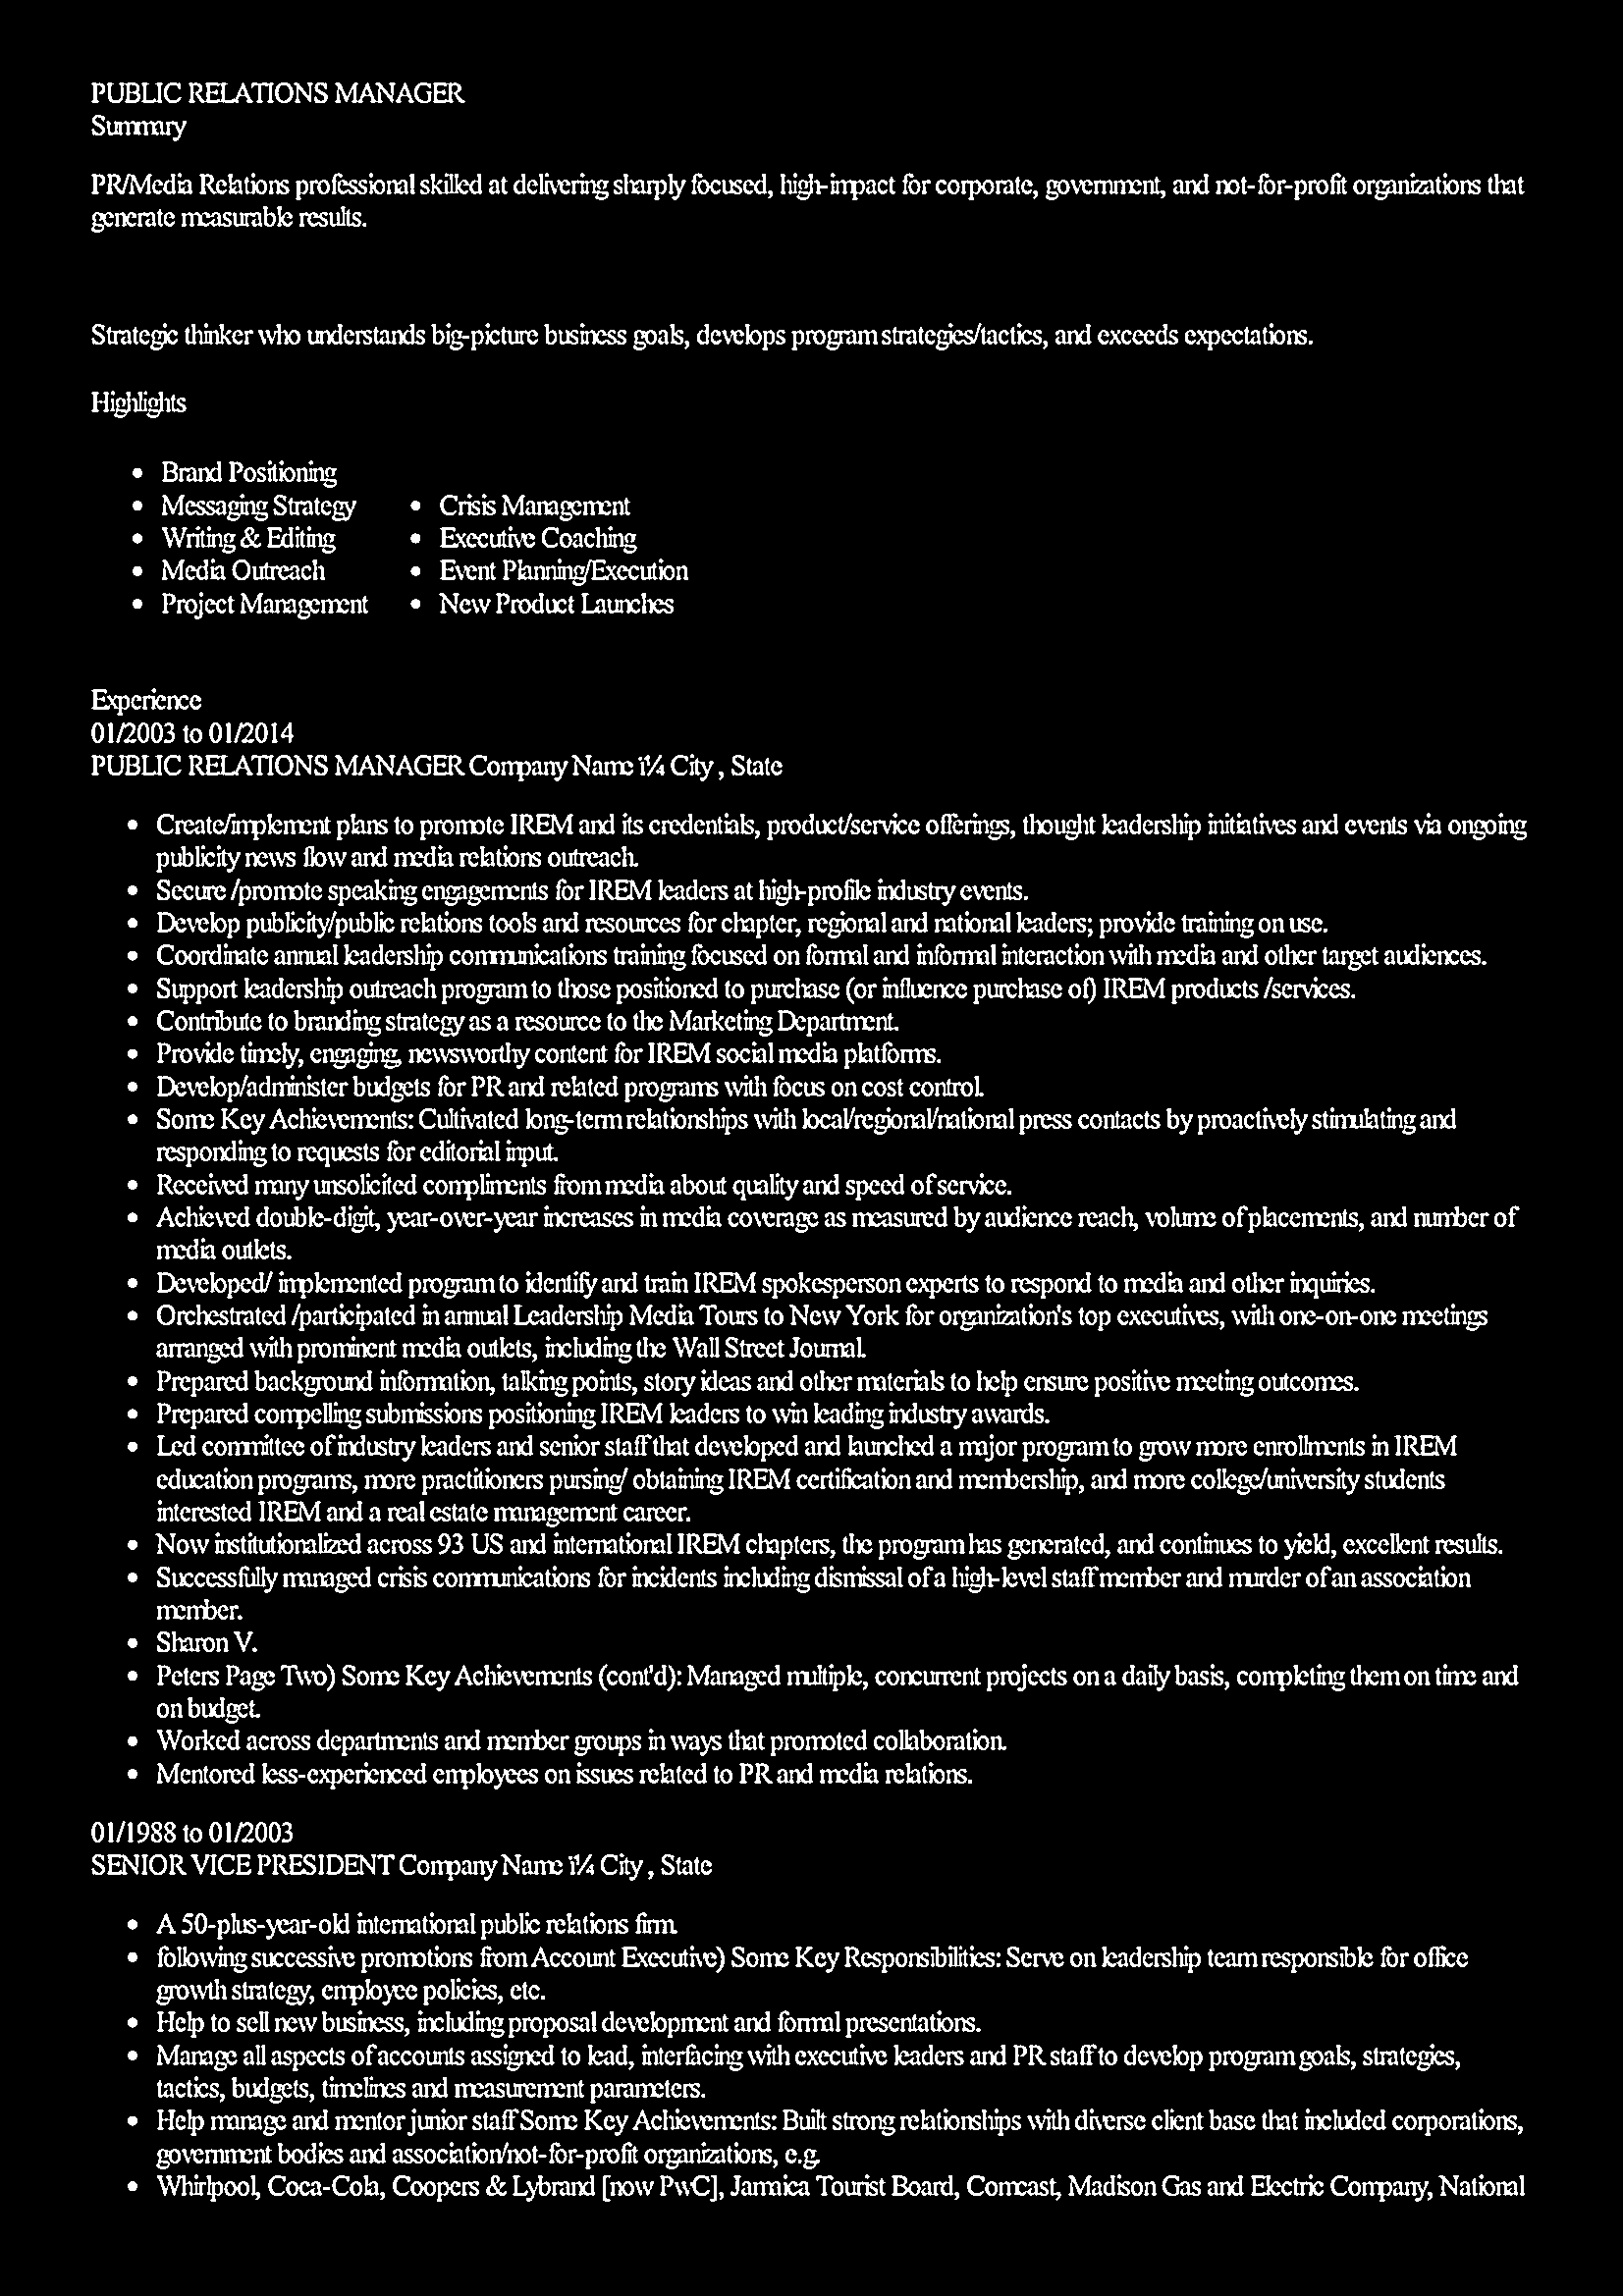 PUBLIC RELATIONS MANAGER
Summary
PR/Media Relations professional skilled at delivering sharply focused, high-impact for corporate, government, and not-for-profit organizations that
generate measurable results.
Strategic thinker who understands big-picture business goals, develops program strategies/tactics, and exceeds expectations.
Highlights
• Brand Positioning
• Messaging Strategy • Crisis Management
• Writing & Editing • Executive Coaching
• Media Outreach • Event Planning/Execution
• Project Management • New Product Launches
Experience
01/2003 to 01/2014
PUBLIC RELATIONS MANAGER Company Name ï¼ City , State
• Create/implement plans to promote IREM and its credentials, product/service offerings, thought leadership initiatives and events via ongoing
publicity news flow and media relations outreach.
• Secure /promote speaking engagements for IREM leaders at high-profile industry events.
• Develop publicity/public relations tools and resources for chapter, regional and national leaders; provide training on use.
• Coordinate annual leadership communications training focused on formal and informal interaction with media and other target audiences.
• Support leadership outreach program to those positioned to purchase (or influence purchase of) IREM products /services.
• Contribute to branding strategy as a resource to the Marketing Department.
• Provide timely, engaging, newsworthy content for IREM social media platforms.
• Develop/administer budgets for PR and related programs with focus on cost control.
• Some Key Achievements: Cultivated long-term relationships with local/regional/national press contacts by proactively stimulating and
responding to requests for editorial input.
• Received many unsolicited compliments from media about quality and speed of service.
• Achieved double-digit, year-over-year increases in media coverage as measured by audience reach, volume of placements, and number of
media outlets.
• Developed/ implemented program to identify and train IREM spokesperson experts to respond to media and other inquiries.
• Orchestrated /participated in annual Leadership Media Tours to New York for organization's top executives, with one-on-one meetings
arranged with prominent media outlets, including the Wall Street Journal.
• Prepared background information, talking points, story ideas and other materials to help ensure positive meeting outcomes.
• Prepared compelling submissions positioning IREM leaders to win leading industry awards.
• Led committee of industry leaders and senior staff that developed and launched a major program to grow more enrollments in IREM
education programs, more practitioners pursing/ obtaining IREM certification and membership, and more college/university students
interested IREM and a real estate management career.
• Now institutionalized across 93 US and international IREM chapters, the program has generated, and continues to yield, excellent results.
• Successfully managed crisis communications for incidents including dismissal of a high-level staff member and murder of an association
member.
• Sharon V.
• Peters Page Two) Some Key Achievements (cont'd): Managed multiple, concurrent projects on a daily basis, completing them on time and
on budget.
• Worked across departments and member groups in ways that promoted collaboration.
• Mentored less-experienced employees on issues related to PR and media relations.
01/1988 to 01/2003
SENIOR VICE PRESIDENT Company Name ï¼ City , State
• A 50-plus-year-old international public relations firm.
• following successive promotions from Account Executive) Some Key Responsibilities: Serve on leadership team responsible for office
growth strategy, employee policies, etc.
• Help to sell new business, including proposal development and formal presentations.
• Manage all aspects of accounts assigned to lead, interfacing with executive leaders and PR staff to develop program goals, strategies,
tactics, budgets, timelines and measurement parameters.
• Help manage and mentor junior staff Some Key Achievements: Built strong relationships with diverse client base that included corporations,
government bodies and association/not-for-profit organizations, e.g.
• Whirlpool, Coca-Cola, Coopers & Lybrand [now PwC], Jamaica Tourist Board, Comcast, Madison Gas and Electric Company, National